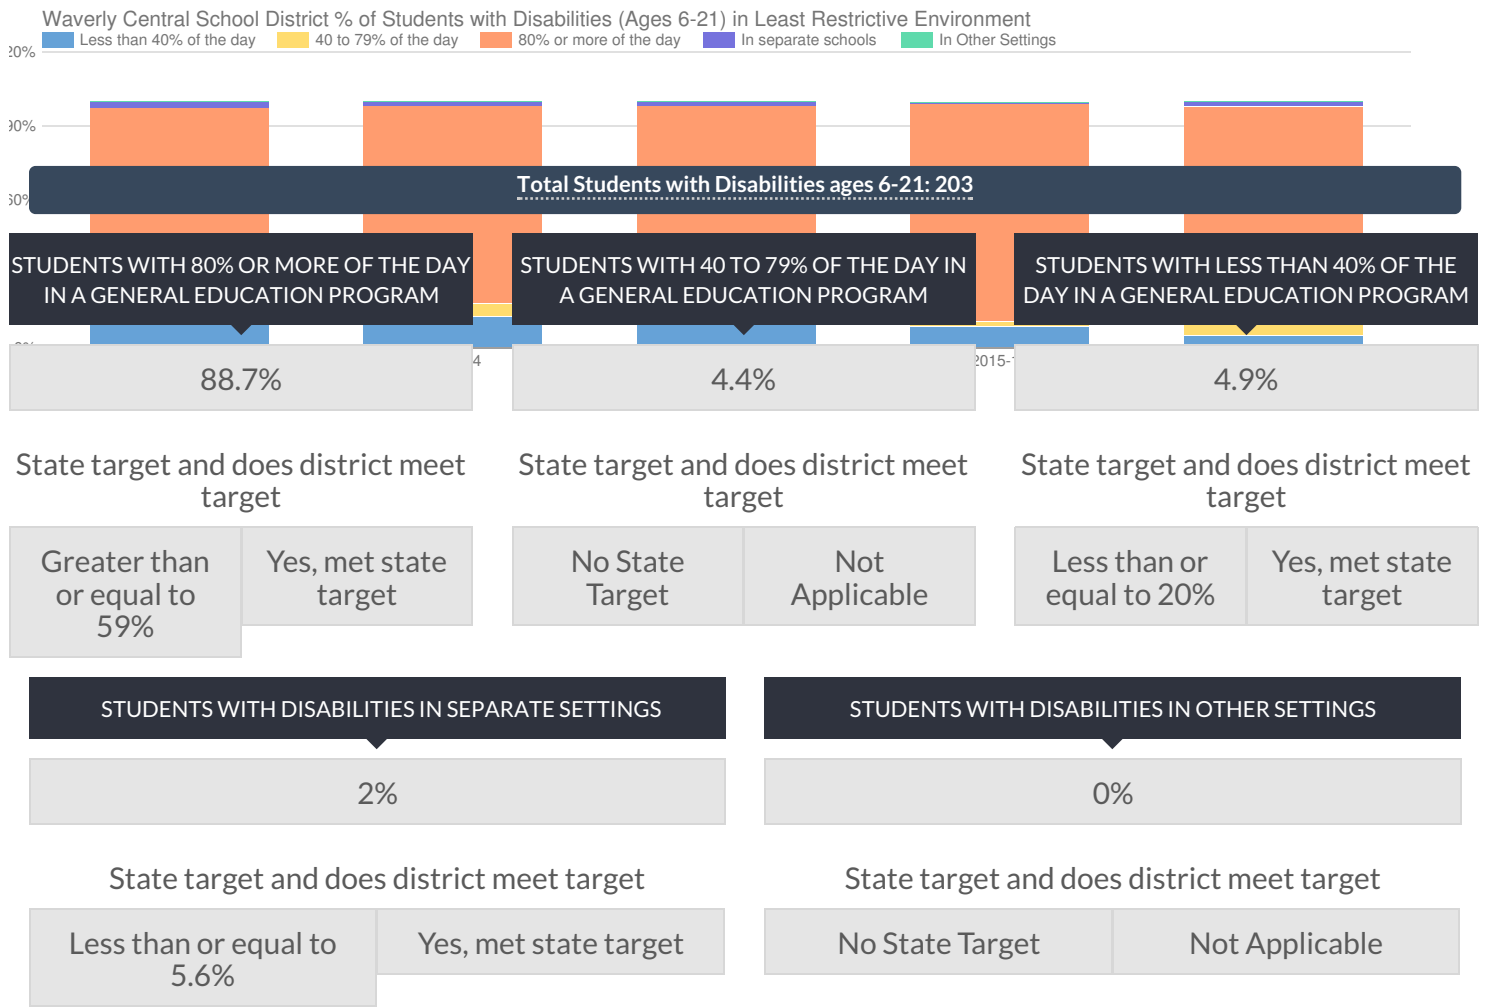 Waverly Central School District % of Students with Disabilities (Ages 6-21) in Least Restrictive Environment
Less than 40% of the day 40 to 79% of the day 80% or more of the day In separate schools In Other Settings
20%
90%
60%
Total Students with Disabilities ages 6-21: 203
STUDENTS WITH 80% OR MORE OF THE DAY
IN A GENERAL EDUCATION PROGRAM
STUDENTS WITH 40 TO 79% OF THE DAY IN
A GENERAL EDUCATION PROGRAM
STUDENTS WITH LESS THAN 40% OF THE
DAY IN A GENERAL EDUCATION PROGRAM
4
2015-
88.7%
4.4%
4.9%
State target and does district meet
target
State target and does district meet
target
State target and does district meet
target
Greater than
or equal to
59%
Yes, met state
target
No State
Target
Not
Applicable
Less than or
equal to 20%
Yes, met state
target
STUDENTS WITH DISABILITIES IN SEPARATE SETTINGS
STUDENTS WITH DISABILITIES IN OTHER SETTINGS
2%
0%
State target and does district meet target
State target and does district meet target
Less than or equal to
5.6%
Yes, met state target
No State Target
Not Applicable